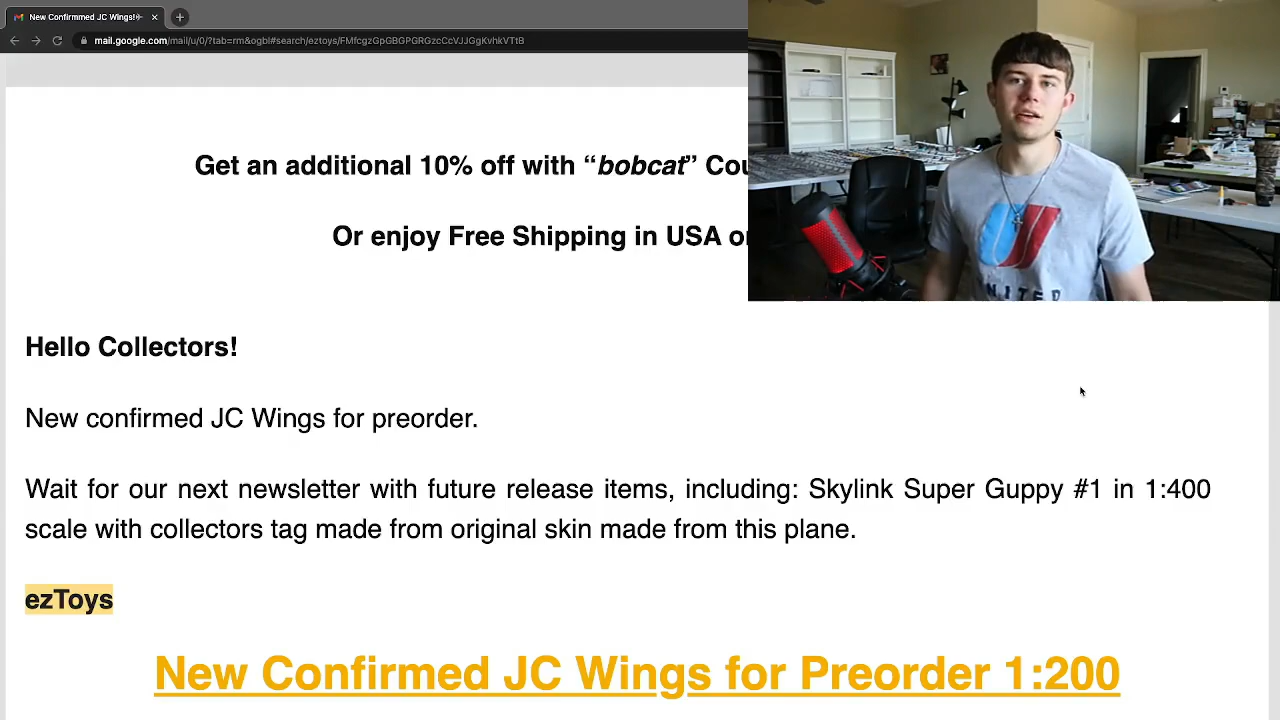 New Confirmmed JC Wings!
mail.google.com/mail/u/0/?tab=rm&ogbl#search/eztoys/FMfcgzGpGBGPGRGzcCcVJJGgKvhkVTtB
Get an additional 10% off with “bobcat” Cou
Or enjoy Free Shipping in USA or
UNITED
Hello Collectors!
New confirmed JC Wings for preorder.
Wait for our next newsletter with future release items, including: Skylink Super Guppy #1 in 1:400
scale with collectors tag made from original skin made from this plane.
ezToys
New Confirmed JC Wings for Preorder 1:200